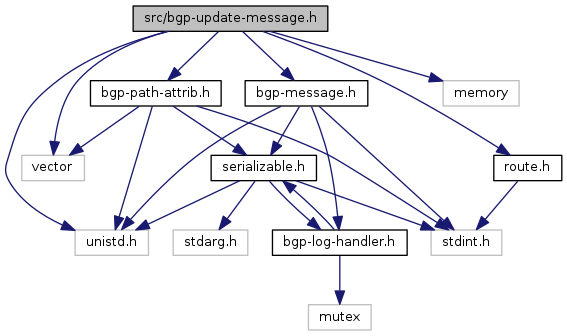 src/bgp-update-message.h
bgp-path-attrib.h
bgp-message.h
memory
vector
serializable.h
route.h
unistd.h
stdarg.h
bgp-log-handler.h
stdint.h
mutex